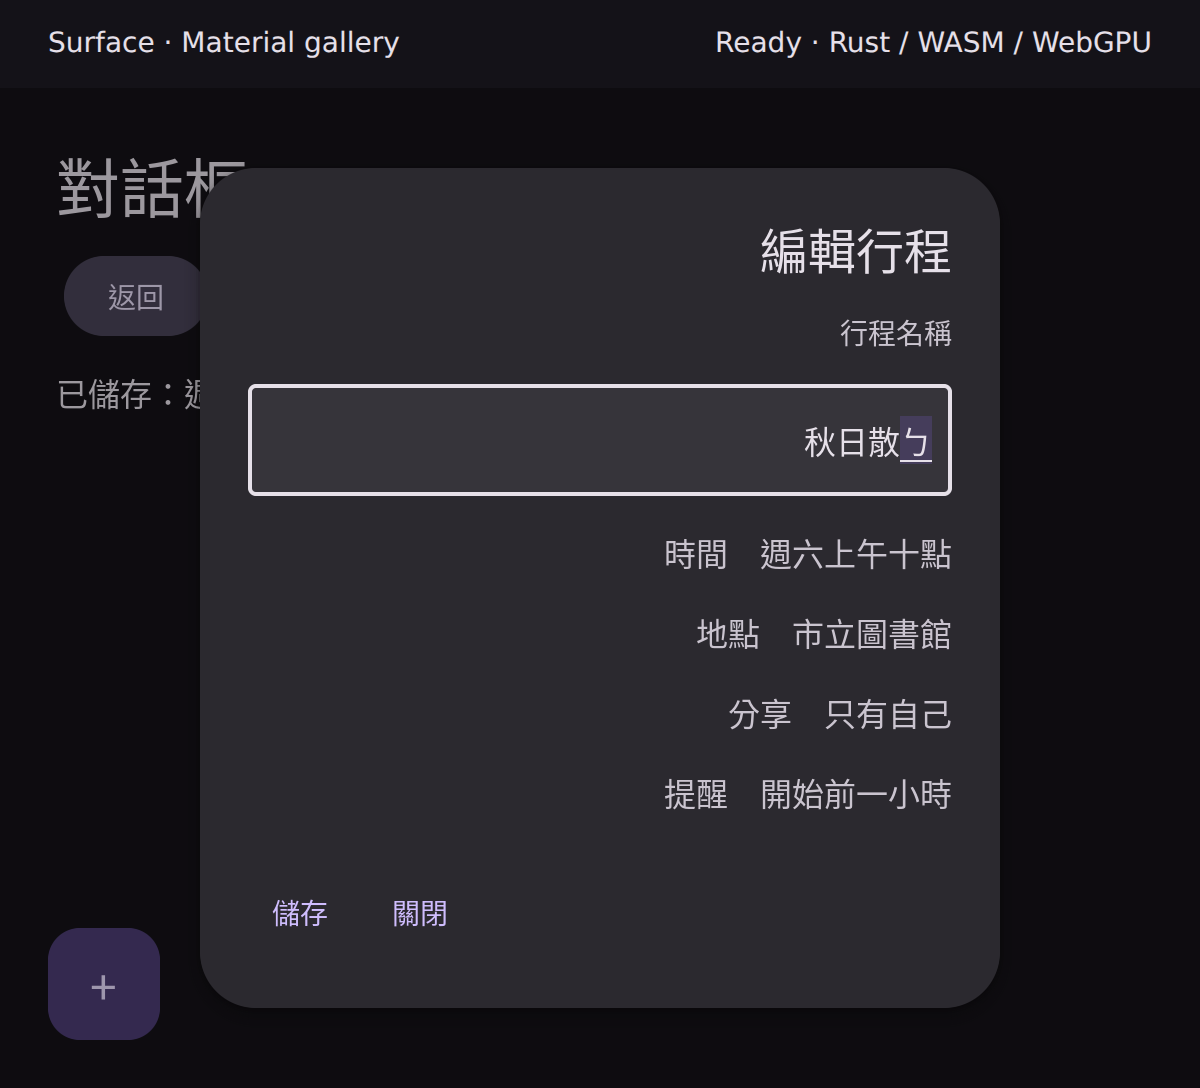 Surface · Material gallery
Ready · Rust / WASM / WebGPU
對話
返回
已儲存：
編輯行程
行程名稱
秋日散ㄅ
時間　週六上午十點
地點　市立圖書館
分享　只有自己
提醒　開始前一小時
儲存　關閉
+